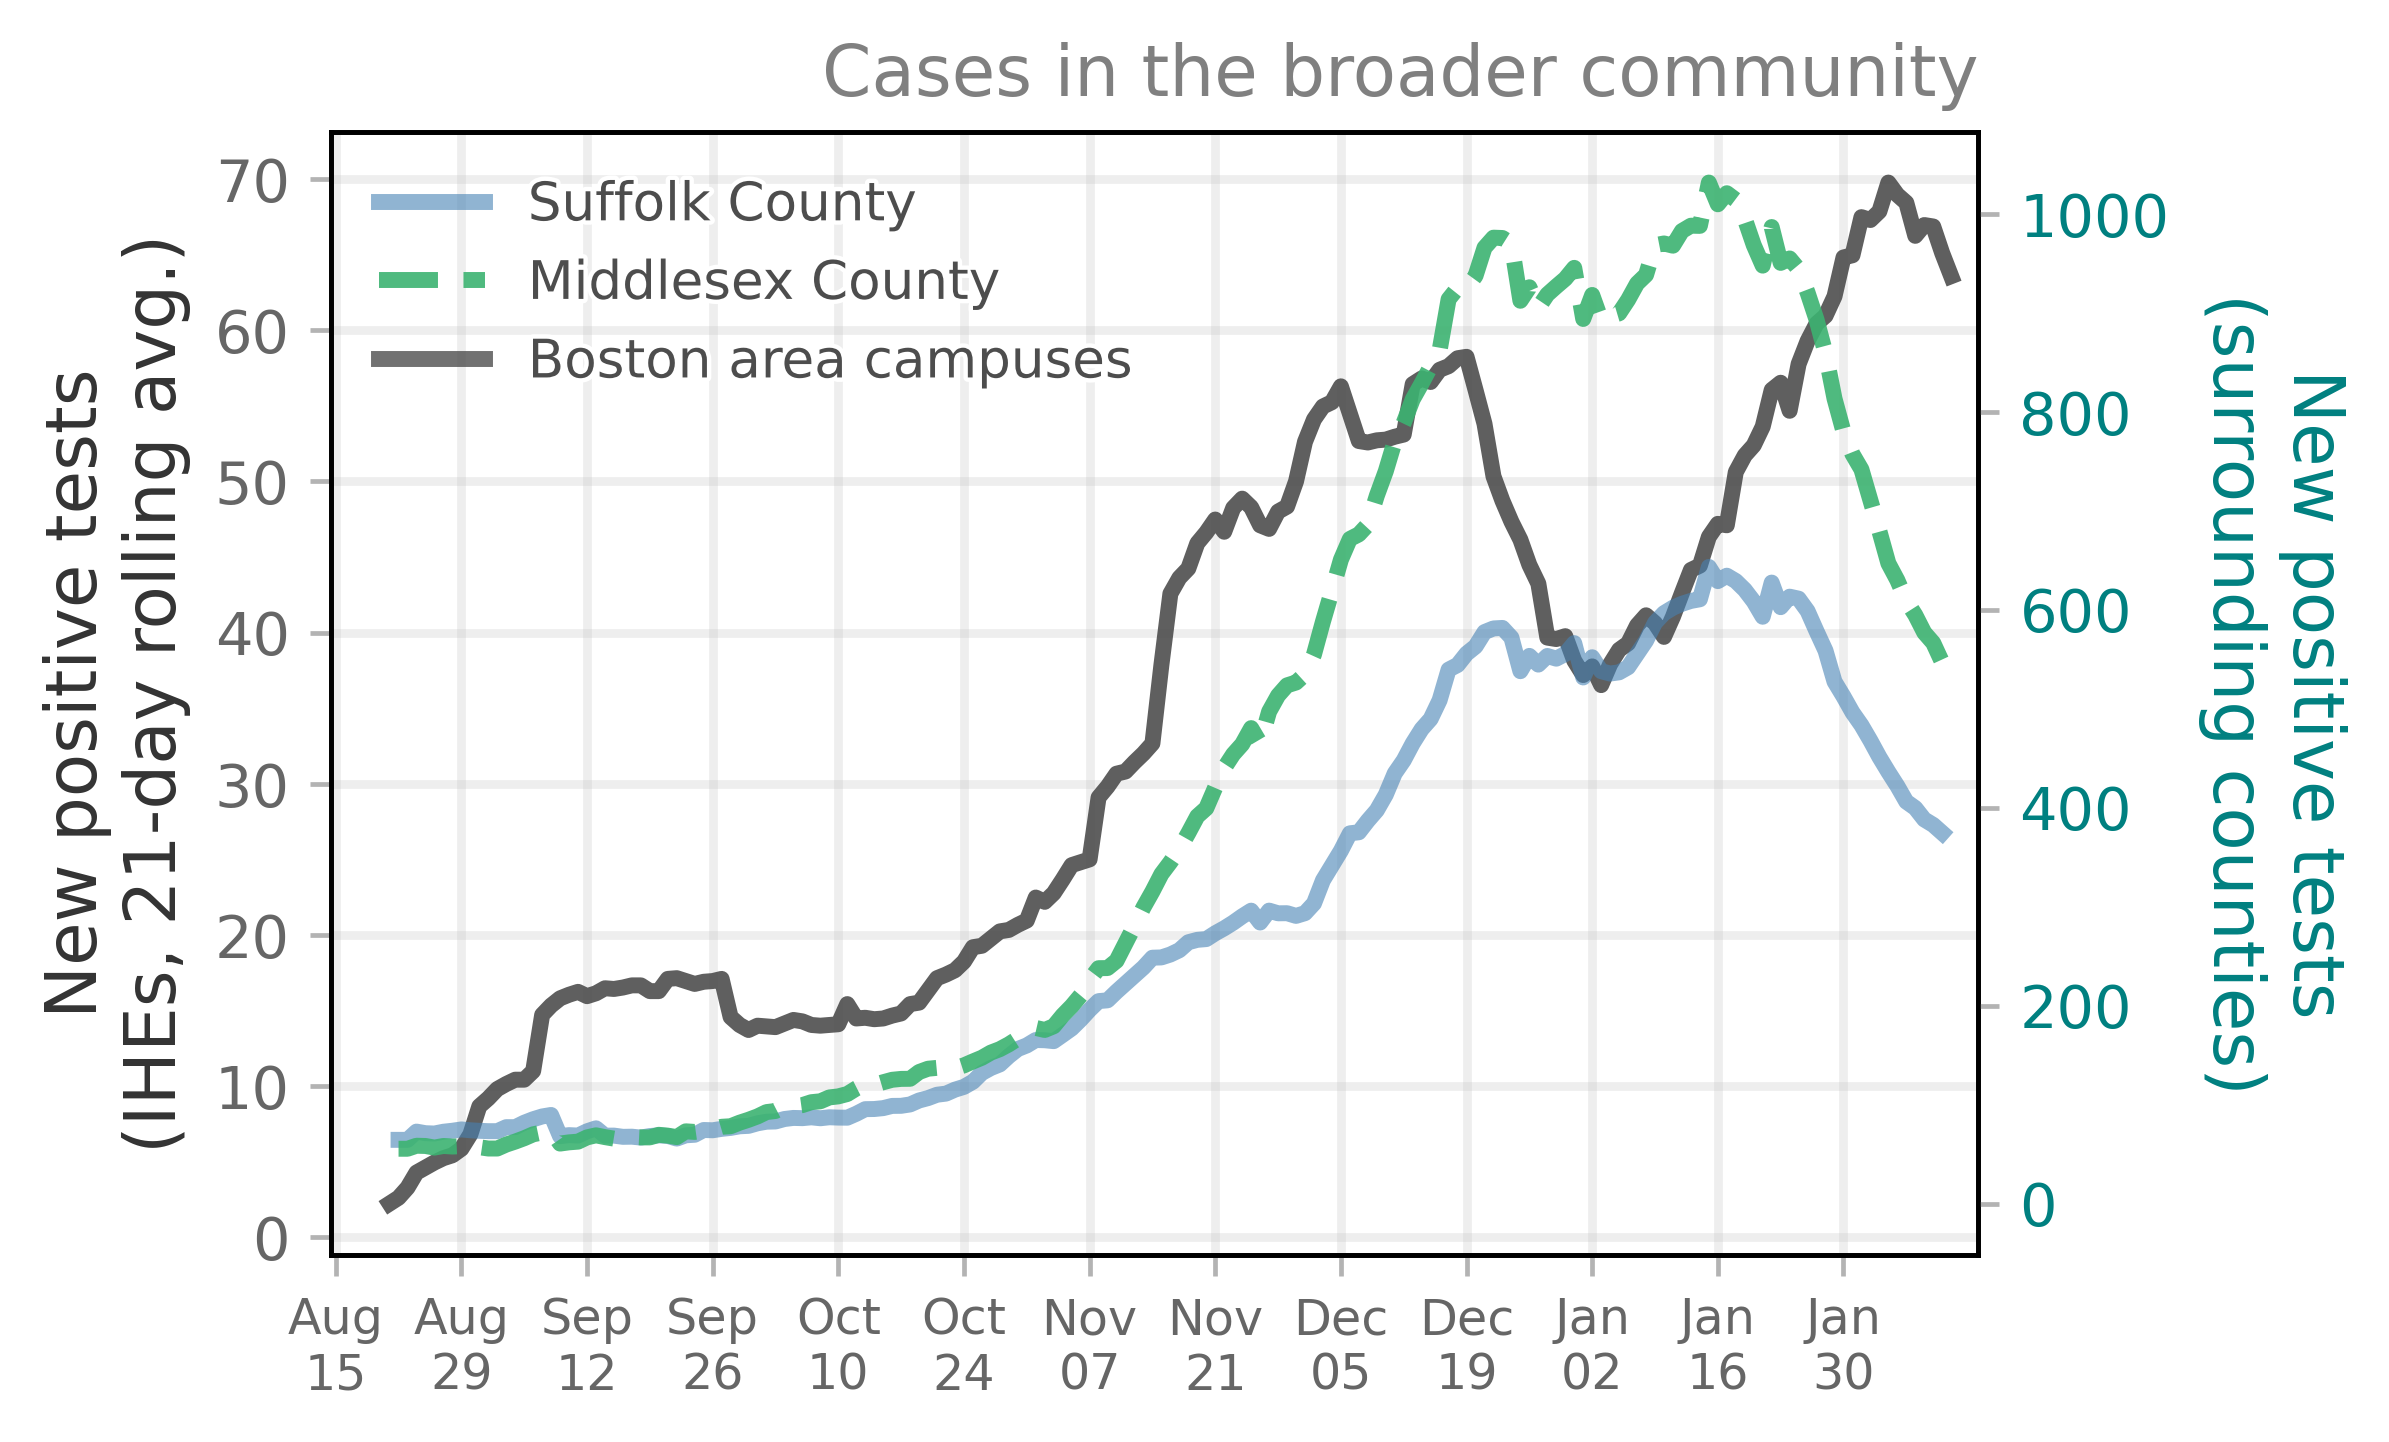 Cases in the broader community
New positive tests
(IHEs, 21-day rolling avg.)
70
60
50
40
30
20
10
0
Suffolk County
Middlesex County
Boston area campuses
1000
800
600
400
200
0
New positive tests
(surrounding counties)
Aug
15
Aug
29
Sep
12
Sep
26
Oct
10
Oct
24
Nov
07
Nov
21
Dec
05
Dec
19
Jan
02
Jan
16
Jan
30